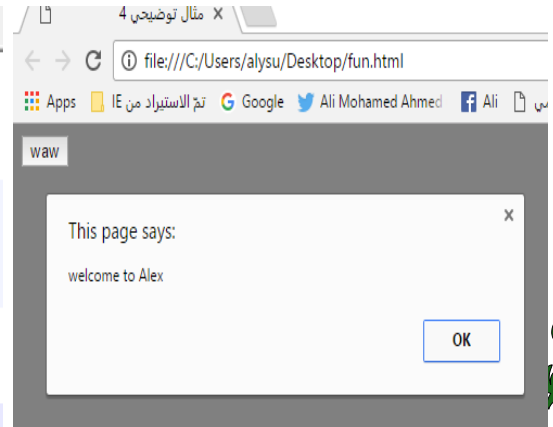 مثال توضيحي 4
file:///C:/Users/alysu/Desktop/fun.html
Apps تمّ الاستيراد من IE Google Ali Mohamed Ahmed Ali
waw
This page says:
welcome to Alex
OK